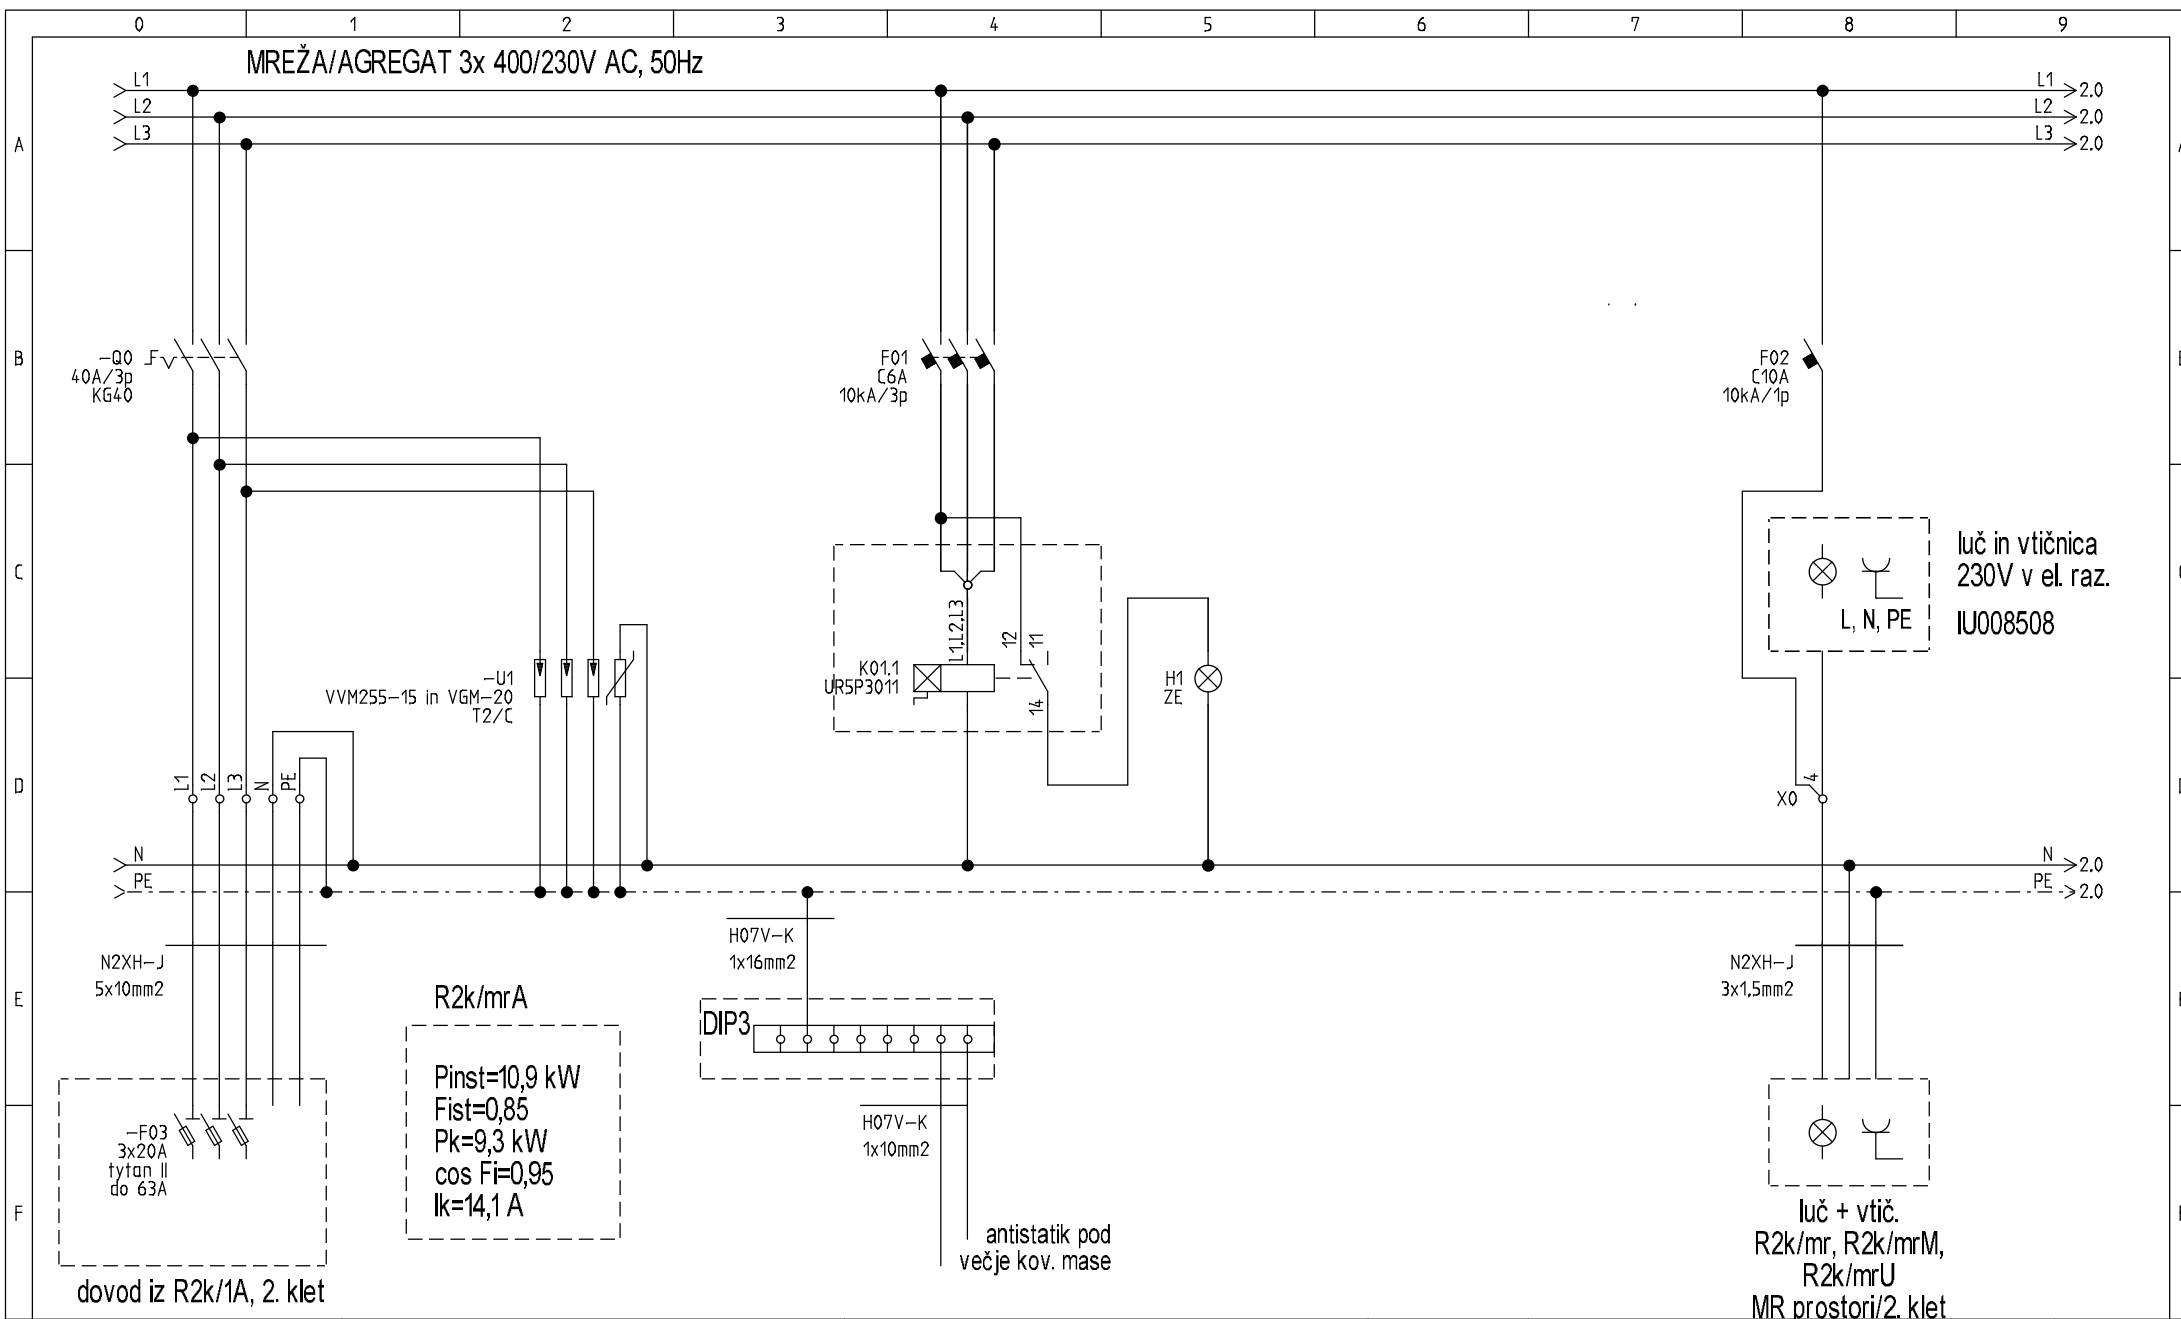 0 1 2 3 4 5 6 7 8 9
MREŽA/AGREGAT 3x 400/230V AC, 50Hz
L1 L1 2.0
L2 L2 2.0
L3 L3 2.0
A
B
-Q0
40A/3p
KG40
F01
C6A
10kA/3p
F02
C10A
10kA/1p
C
luč in vtičnica
230V v el. raz.
IU008508
L, N, PE
L1,L2,L3
12
11
14
K01.1
UR5P3011
H1
ZE
-U1
VVM255-15 in VGM-20
T2/C
D
L1
L2
L3
N
PE
X0
4
N N 2.0
PE PE 2.0
E
N2XH-J
5x10mm2
H07V-K
1x16mm2
N2XH-J
3x1,5mm2
R2k/mrA
DIP3
Pinst=10,9 kW
Fist=0,85
Pk=9,3 kW
cos Fi=0,95
Ik=14,1 A
H07V-K
1x10mm2
F
-F03
3x20A
tytan II
do 63A
antistatik pod
večje kov. mase
dovod iz R2k/1A, 2. klet
luč + vtič.
R2k/mr, R2k/mrM,
R2k/mrU
MR prostori/2. klet